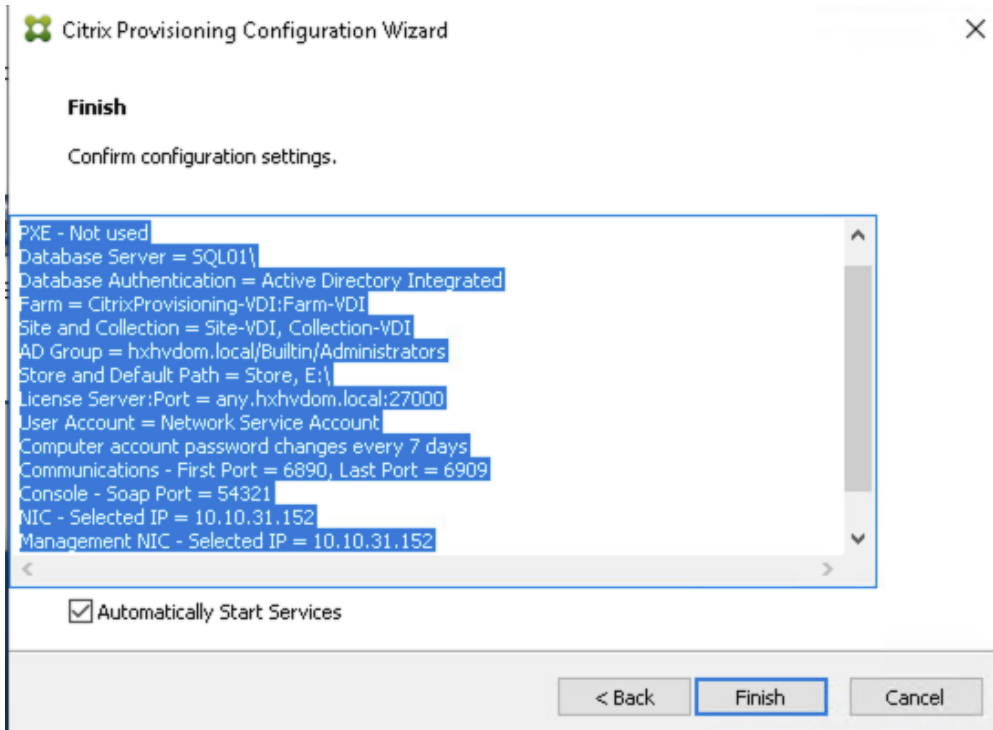 Citrix Provisioning Configuration Wizard
Finish
Confirm configuration settings.
PXE - Not used
Database Server = SQL01\
Database Authentication = Active Directory Integrated
Farm = CitrixProvisioning-VDI:Farm-VDI
Site and Collection = Site-VDI, Collection-VDI
AD Group = hxhvdom.local/Builtin/Administrators
Store and Default Path = Store, E:\
License Server:Port = any.hxhvdom.local:27000
User Account = Network Service Account
Computer account password changes every 7 days
Communications - First Port = 6890, Last Port = 6909
Console - Soap Port = 54321
NIC - Selected IP = 10.10.31.152
Management NIC - Selected IP = 10.10.31.152
Automatically Start Services
< Back Finish Cancel